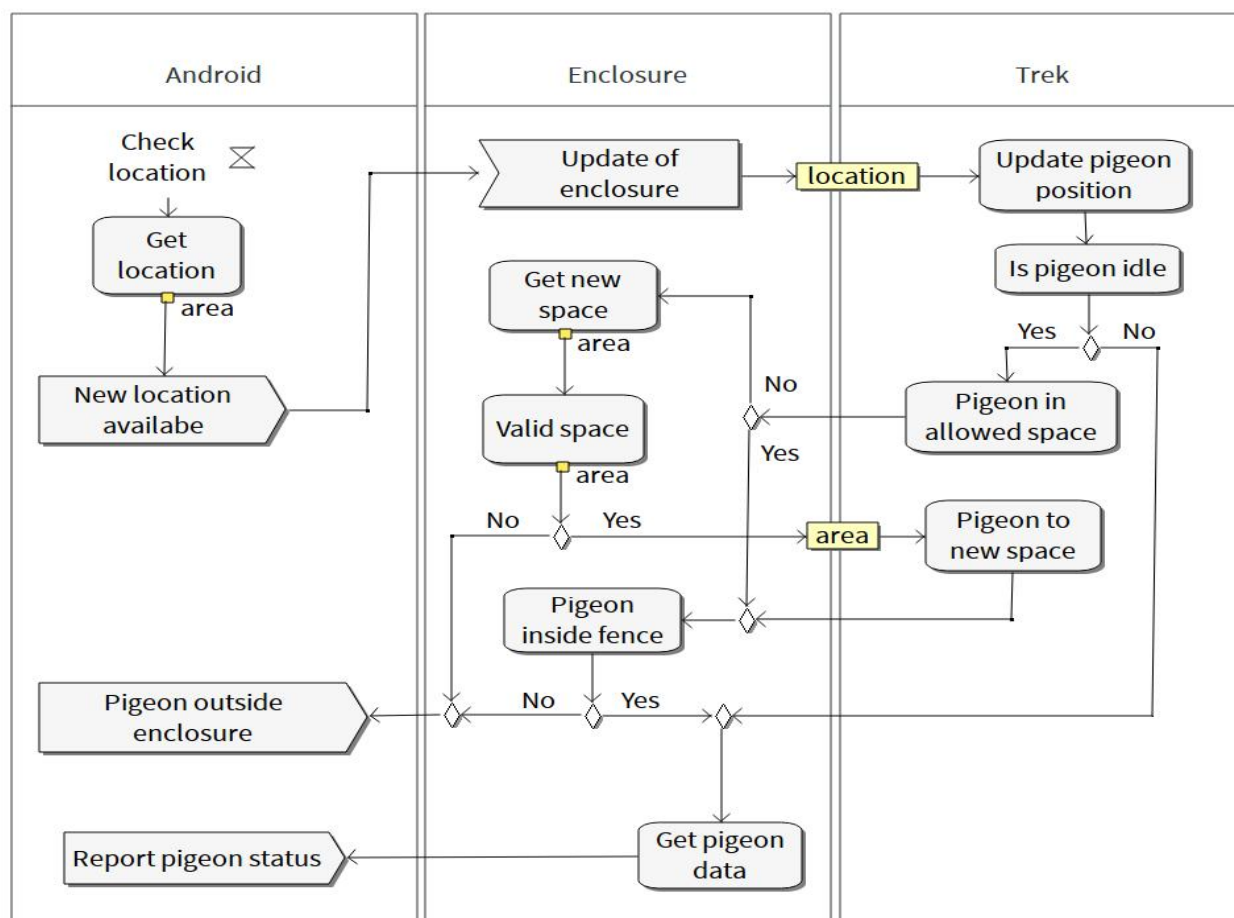 Android
Enclosure
Trek
Check
location
Update of
enclosure
location
Update pigeon
position
Get
location
area
Is pigeon idle
Get new
space
area
Yes
No
New location
availabe
No
Pigeon in
allowed space
Valid space
Yes
area
No
Yes
area
Pigeon to
new space
Pigeon
inside fence
Pigeon outside
enclosure
No
Yes
Report pigeon status
Get pigeon
data